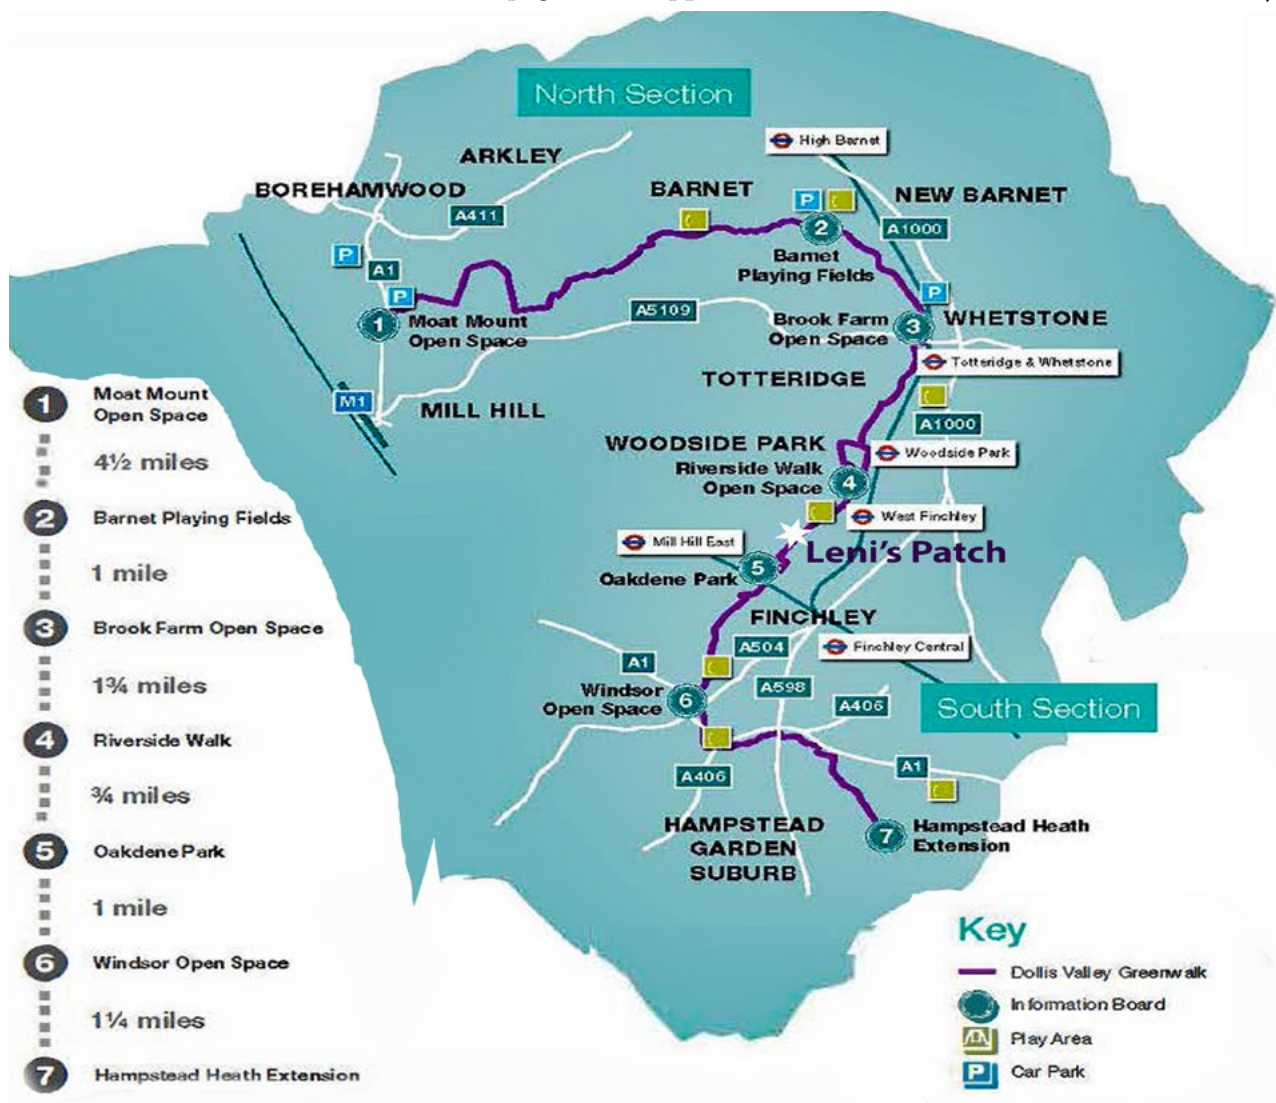 North Section
High Barnet
ARKLEY
BOREHAMWOOD
BARNET
NEW BARNET
A411
P
A1000
2
P
Barnet
Playing Fields
A1
P
P
1
Moat Mount
Open Space
A5109
Brook Farm
Open Space
3
WHETSTONE
Totteridge & Whetstone
TOTTERIDGE
M1
MILL HILL
A1000
WOODSIDE PARK
Woodside Park
Riverside Walk
Open Space
4
West Finchley
Mill Hill East
Leni's Patch
5
Oakdene Park
FINCHLEY
A504
Finchley Central
A1
A598
Windsor
Open Space
6
A406
South Section
A406
A1
HAMPSTEAD
GARDEN
SUBURB
7
Hampstead Heath
Extension
1 Moat Mount
Open Space
4½ miles
2 Barnet Playing Fields
1 mile
3 Brook Farm Open Space
1¾ miles
4 Riverside Walk
¾ miles
5 Oakdene Park
1 mile
6 Windsor Open Space
1¼ miles
7 Hampstead Heath Extension
Key
Dollis Valley Greenwalk
Information Board
Play Area
P Car Park